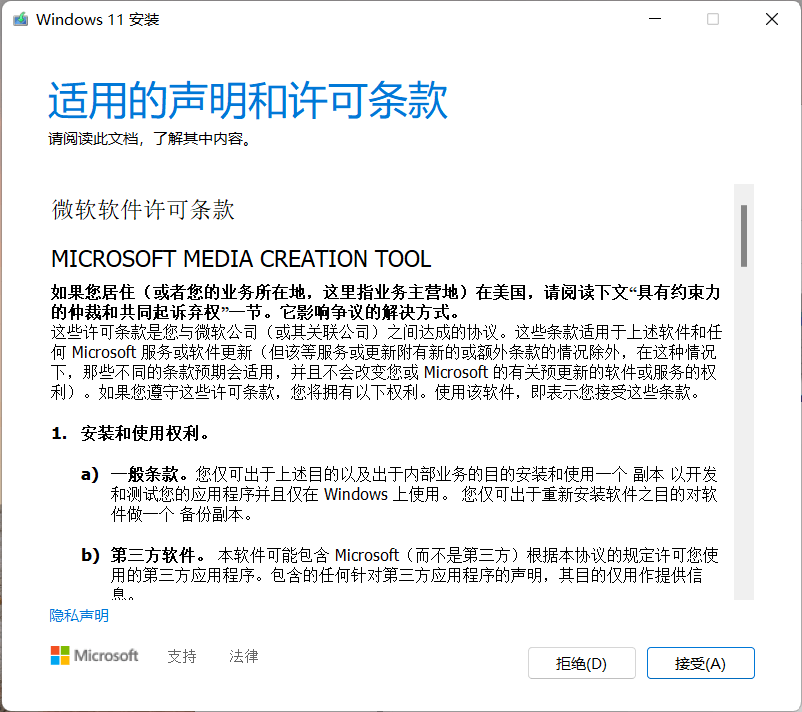 Windows 11 安装
适用的声明和许可条款
请阅读此文档，了解其中内容。
微软软件许可条款
MICROSOFT MEDIA CREATION TOOL
如果您居住（或者您的业务所在地，这里指业务主营地）在美国，请阅读下文“具有约束力
的仲裁和共同起诉弃权”一节。它影响争议的解决方式。
这些许可条款是您与微软公司（或其关联公司）之间达成的协议。这些条款适用于上述软件和任
何 Microsoft 服务或软件更新（但该等服务或更新附有新的或额外条款的情况除外，在这种情况
下，那些不同的条款预期会适用，并且不会改变您或 Microsoft 的有关预更新的软件或服务的权
利）。如果您遵守这些许可条款，您将拥有以下权利。使用该软件，即表示您接受这些条款。
1. 安装和使用权利。
a) 一般条款。您仅可出于上述目的以及出于内部业务的目的安装和使用一个 副本 以开发
和测试您的应用程序并且仅在 Windows 上使用。 您仅可出于重新安装软件之目的对软
件做一个 备份副本。
b) 第三方软件。 本软件可能包含 Microsoft（而不是第三方）根据本协议的规定许可您使
用的第三方应用程序。包含的任何针对第三方应用程序的声明，其目的仅用作提供信
息。
隐私声明
Microsoft 支持 法律
拒绝(D) 接受(A)